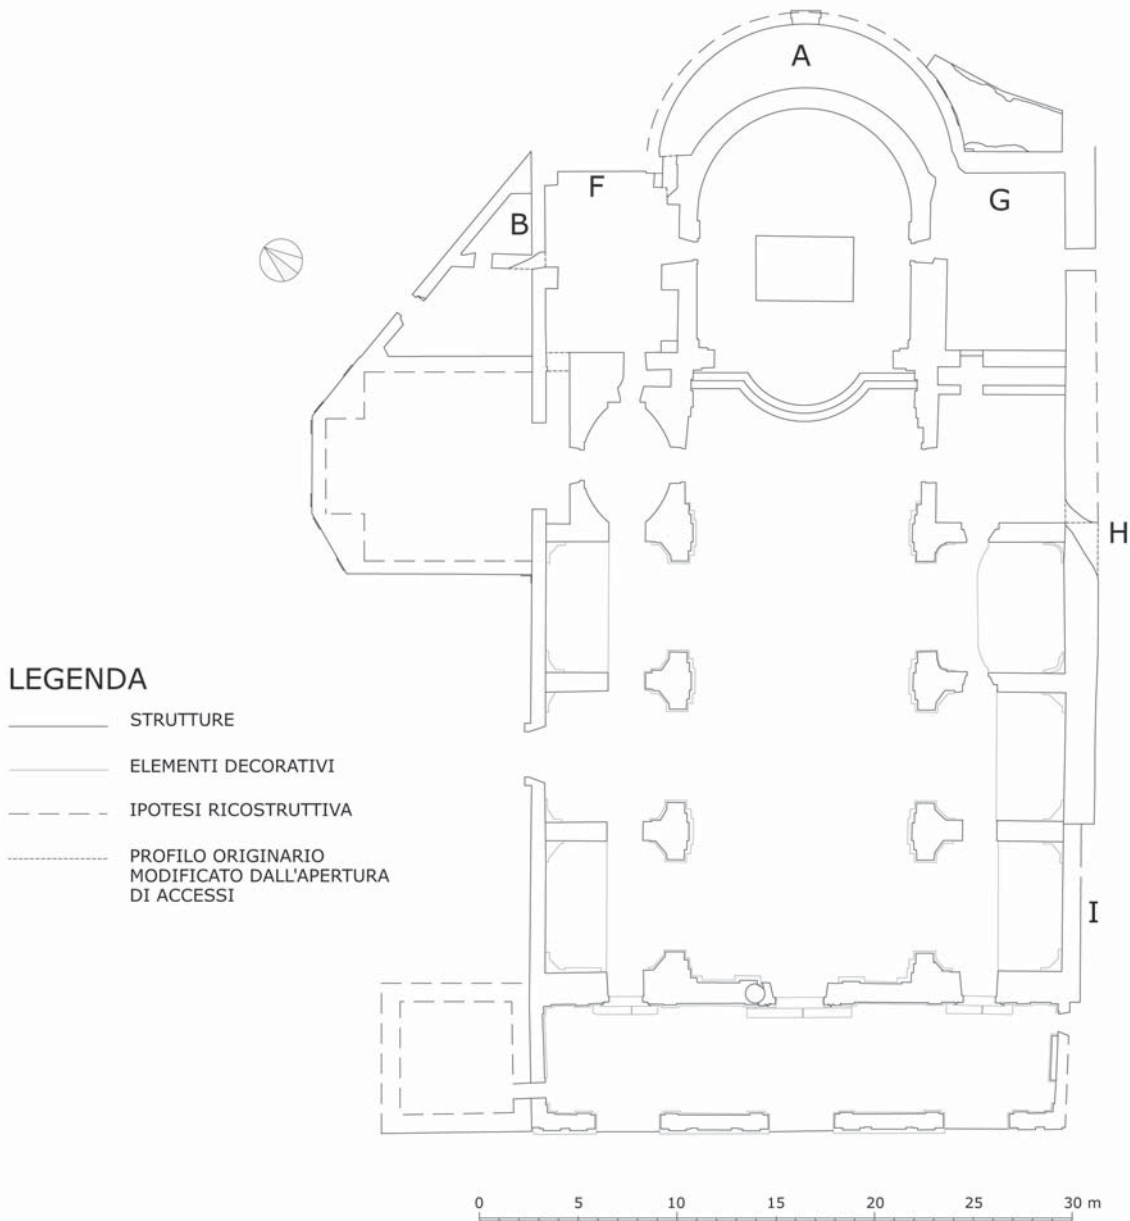 A
F
G
B
H
LEGENDA
STRUTTURE
ELEMENTI DECORATIVI
IPOTESI RICOSTRUTTIVA
PROFILO ORIGINARIO
MODIFICATO DALL'APERTURA
DI ACCESSI
I
0 5 10 15 20 25 30 m